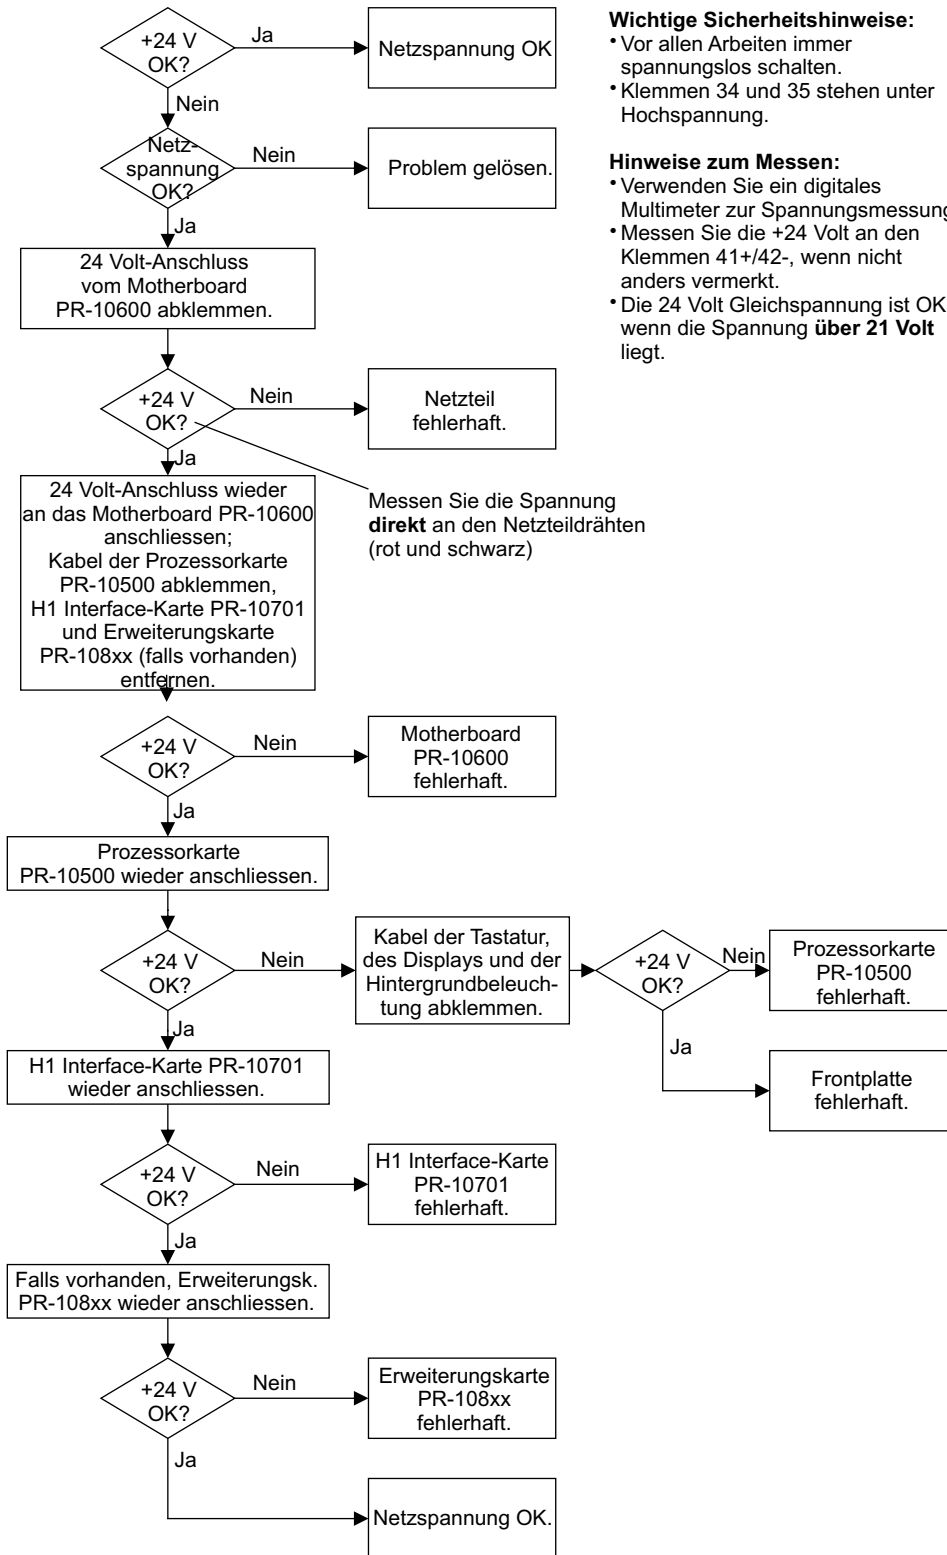 +24 V
OK?
Ja
Netzspannung OK
Nein
Netz-
spannung
OK?
Nein
Problem gelösen.
Ja
24 Volt-Anschluss
vom Motherboard
PR-10600 abklemmen.
+24 V
OK?
Nein
Netzteil
fehlerhaft.
Ja
Messen Sie die Spannung
direkt an den Netzteildrähten
(rot und schwarz)
24 Volt-Anschluss wieder
an das Motherboard PR-10600
anschliessen;
Kabel der Prozessorkarte
PR-10500 abklemmen,
H1 Interface-Karte PR-10701
und Erweiterungskarte
PR-108xx (falls vorhanden)
entfernen.
+24 V
OK?
Nein
Motherboard
PR-10600
fehlerhaft.
Ja
Prozessorkarte
PR-10500 wieder anschliessen.
+24 V
OK?
Nein
Kabel der Tastatur,
des Displays und der
Hintergrundbeleuch-
tung abklemmen.
+24 V
OK?
Nein
Prozessorkarte
PR-10500
fehlerhaft.
Ja
Frontplatte
fehlerhaft.
Ja
H1 Interface-Karte PR-10701
wieder anschliessen.
+24 V
OK?
Nein
H1 Interface-Karte
PR-10701
fehlerhaft.
Ja
Falls vorhanden, Erweiterungsk.
PR-108xx wieder anschliessen.
+24 V
OK?
Nein
Erweiterungskarte
PR-108xx
fehlerhaft.
Ja
Netzspannung OK.
Wichtige Sicherheitshinweise:
• Vor allen Arbeiten immer
spannungslos schalten.
• Klemmen 34 und 35 stehen unter
Hochspannung.
Hinweise zum Messen:
• Verwenden Sie ein digitales
Multimeter zur Spannungsmessung
• Messen Sie die +24 Volt an den
Klemmen 41+/42-, wenn nicht
anders vermerkt.
• Die 24 Volt Gleichspannung ist OK
wenn die Spannung über 21 Volt
liegt.